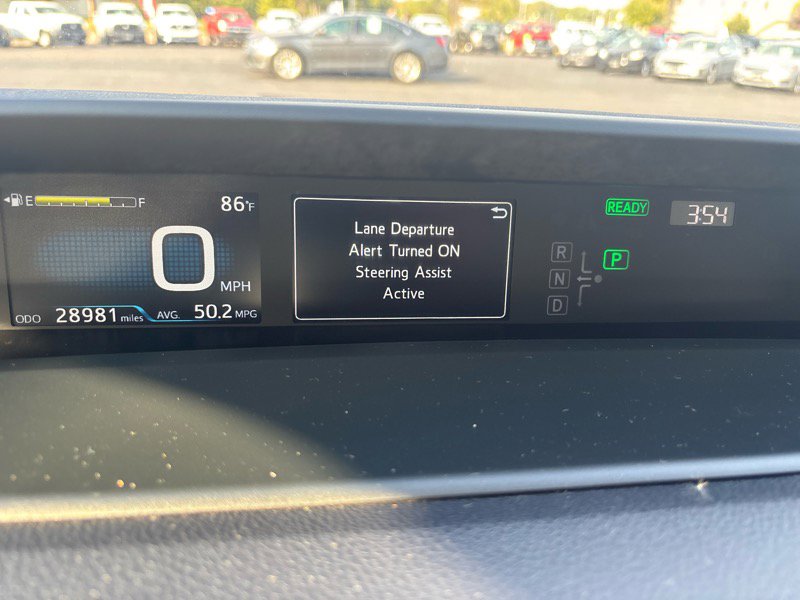 E F
86°F
0 MPH
ODO 28981 miles AVG. 50.2 MPG
Lane Departure
Alert Turned ON
Steering Assist
Active
READY
3:54
R
N
D
P